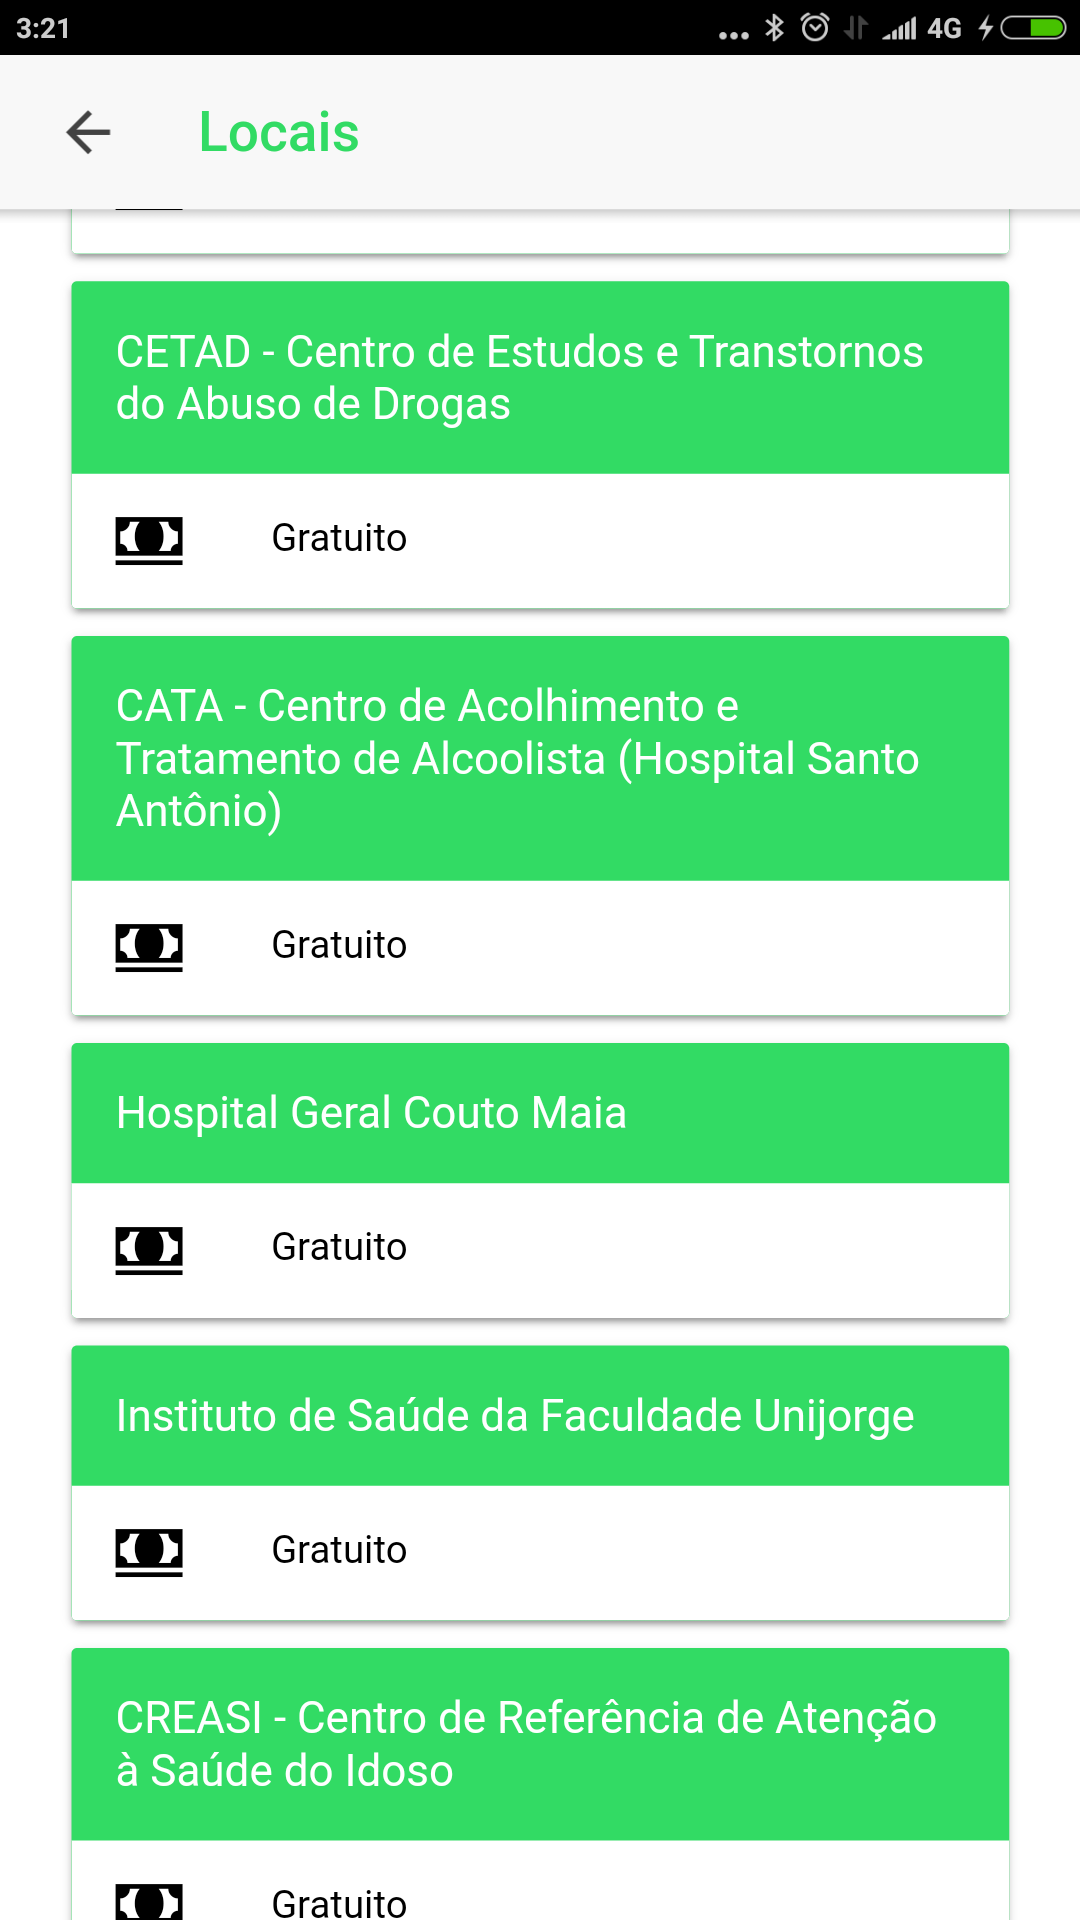 3:21
4G
Locais
CETAD - Centro de Estudos e Transtornos
do Abuso de Drogas
Gratuito
CATA - Centro de Acolhimento e
Tratamento de Alcoolista (Hospital Santo
Antônio)
Gratuito
Hospital Geral Couto Maia
Gratuito
Instituto de Saúde da Faculdade Unijorge
Gratuito
CREASI - Centro de Referência de Atenção
à Saúde do Idoso
Gratuito